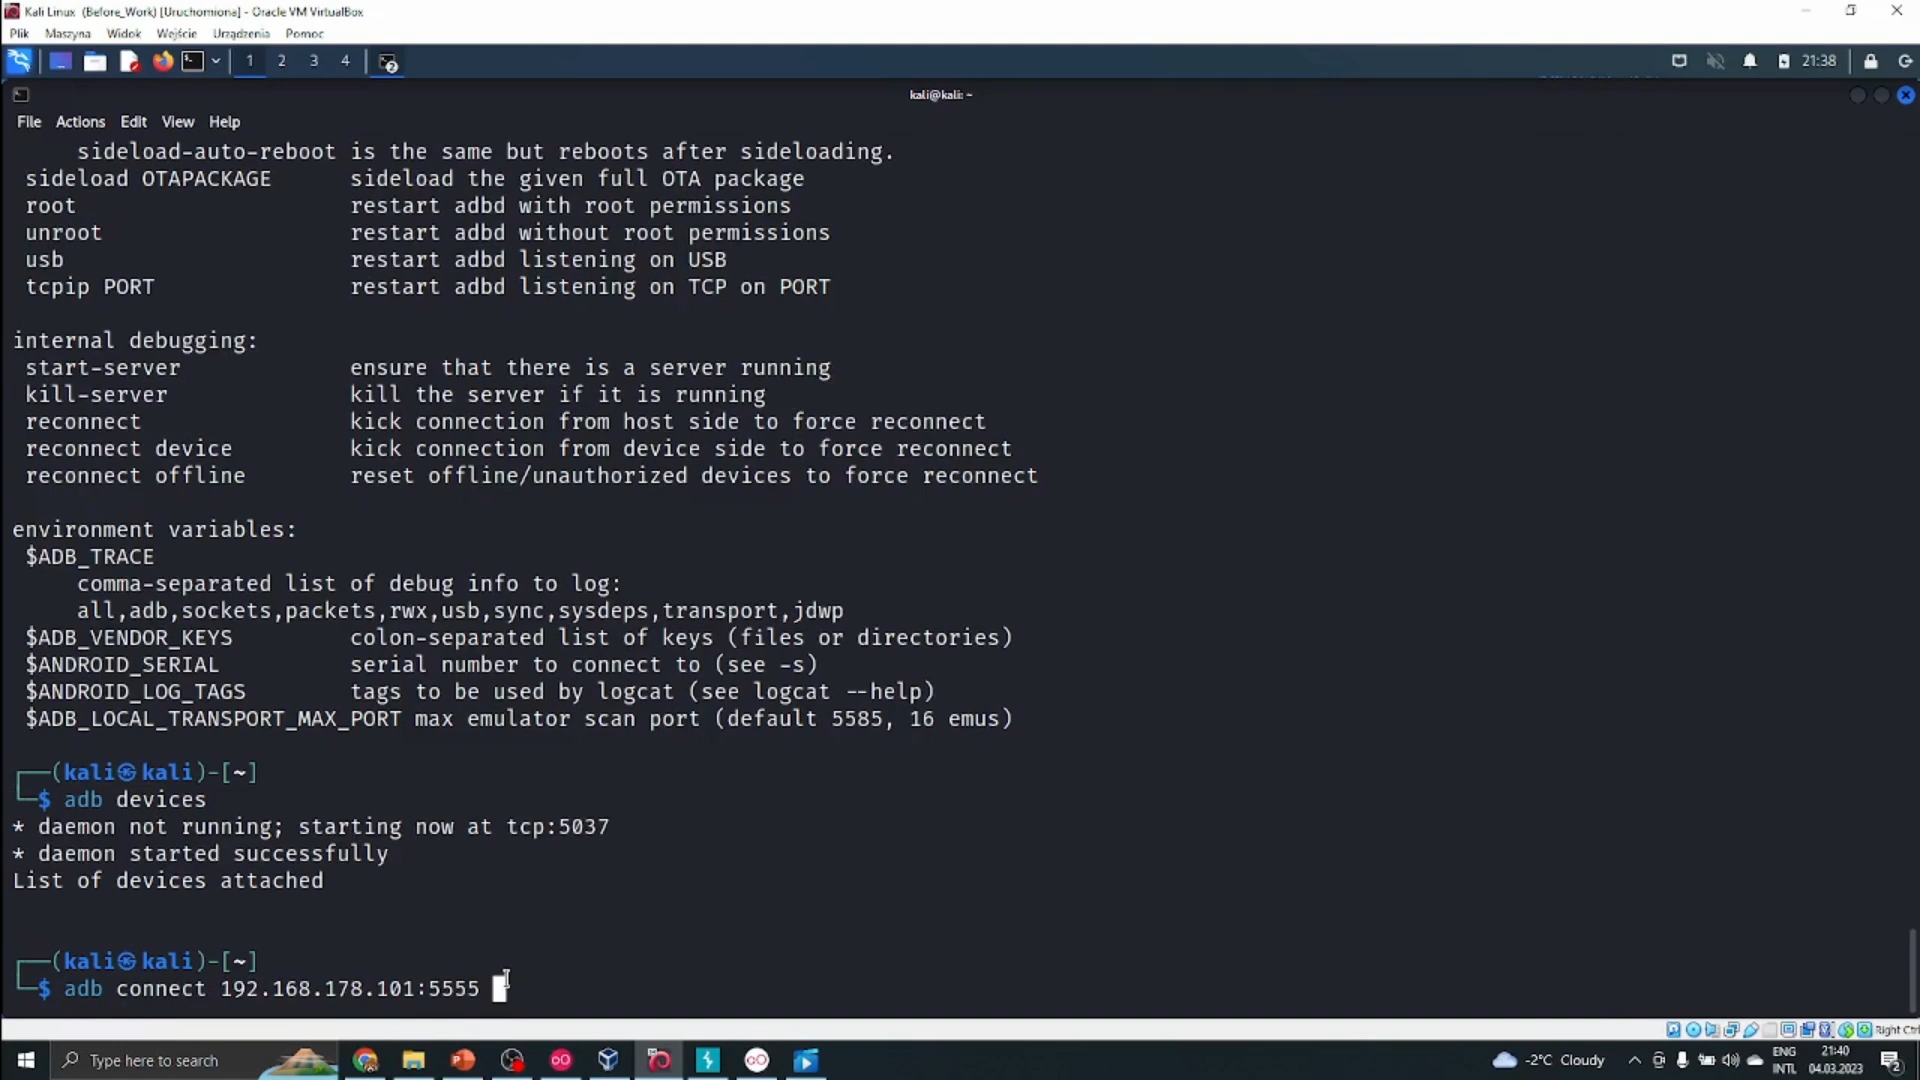 Kali Linux (Before_Work) [Uruchomiona] - Oracle VM VirtualBox
Plik Maszyna Widok Wejście Urządzenia Pomoc
1 2 3 4 2 21:38
kali@kali: ~
File Actions Edit View Help
sideload-auto-reboot is the same but reboots after sideloading.
sideload OTAPACKAGE sideload the given full OTA package
root restart adbd with root permissions
unroot restart adbd without root permissions
usb restart adbd listening on USB
tcpip PORT restart adbd listening on TCP on PORT
internal debugging:
start-server ensure that there is a server running
kill-server kill the server if it is running
reconnect kick connection from host side to force reconnect
reconnect device kick connection from device side to force reconnect
reconnect offline reset offline/unauthorized devices to force reconnect
environment variables:
$ADB_TRACE
comma-separated list of debug info to log:
all,adb,sockets,packets,rwx,usb,sync,sysdeps,transport,jdwp
$ADB_VENDOR_KEYS colon-separated list of keys (files or directories)
$ANDROID_SERIAL serial number to connect to (see -s)
$ANDROID_LOG_TAGS tags to be used by logcat (see logcat --help)
$ADB_LOCAL_TRANSPORT_MAX_PORT max emulator scan port (default 5585, 16 emus)
┌──(kali㉿kali)-[~]
└─$ adb devices
* daemon not running; starting now at tcp:5037
* daemon started successfully
List of devices attached
┌──(kali㉿kali)-[~]
└─$ adb connect 192.168.178.101:5555
Right Ctrl
Type here to search
-2°C Cloudy
ENG
INTL
21:40
04.03.2023
2